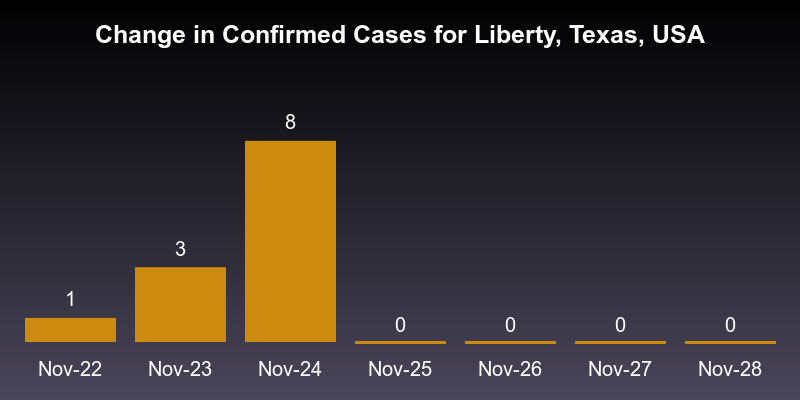 Change in Confirmed Cases for Liberty, Texas, USA
8
3
1
0 0 0 0
Nov-22 Nov-23 Nov-24 Nov-25 Nov-26 Nov-27 Nov-28